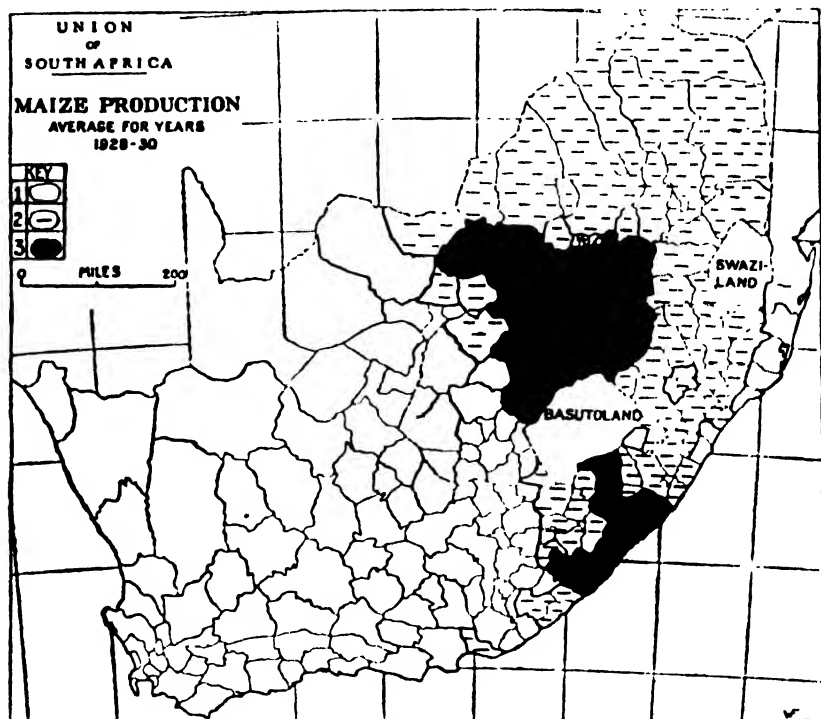 UNION
OF
SOUTH AFRICA
MAIZE PRODUCTION
AVERAGE FOR YEARS
1928-30
KEY
1
2
3
0 MILES 200
SWAZI-
LAND
BASUTOLAND